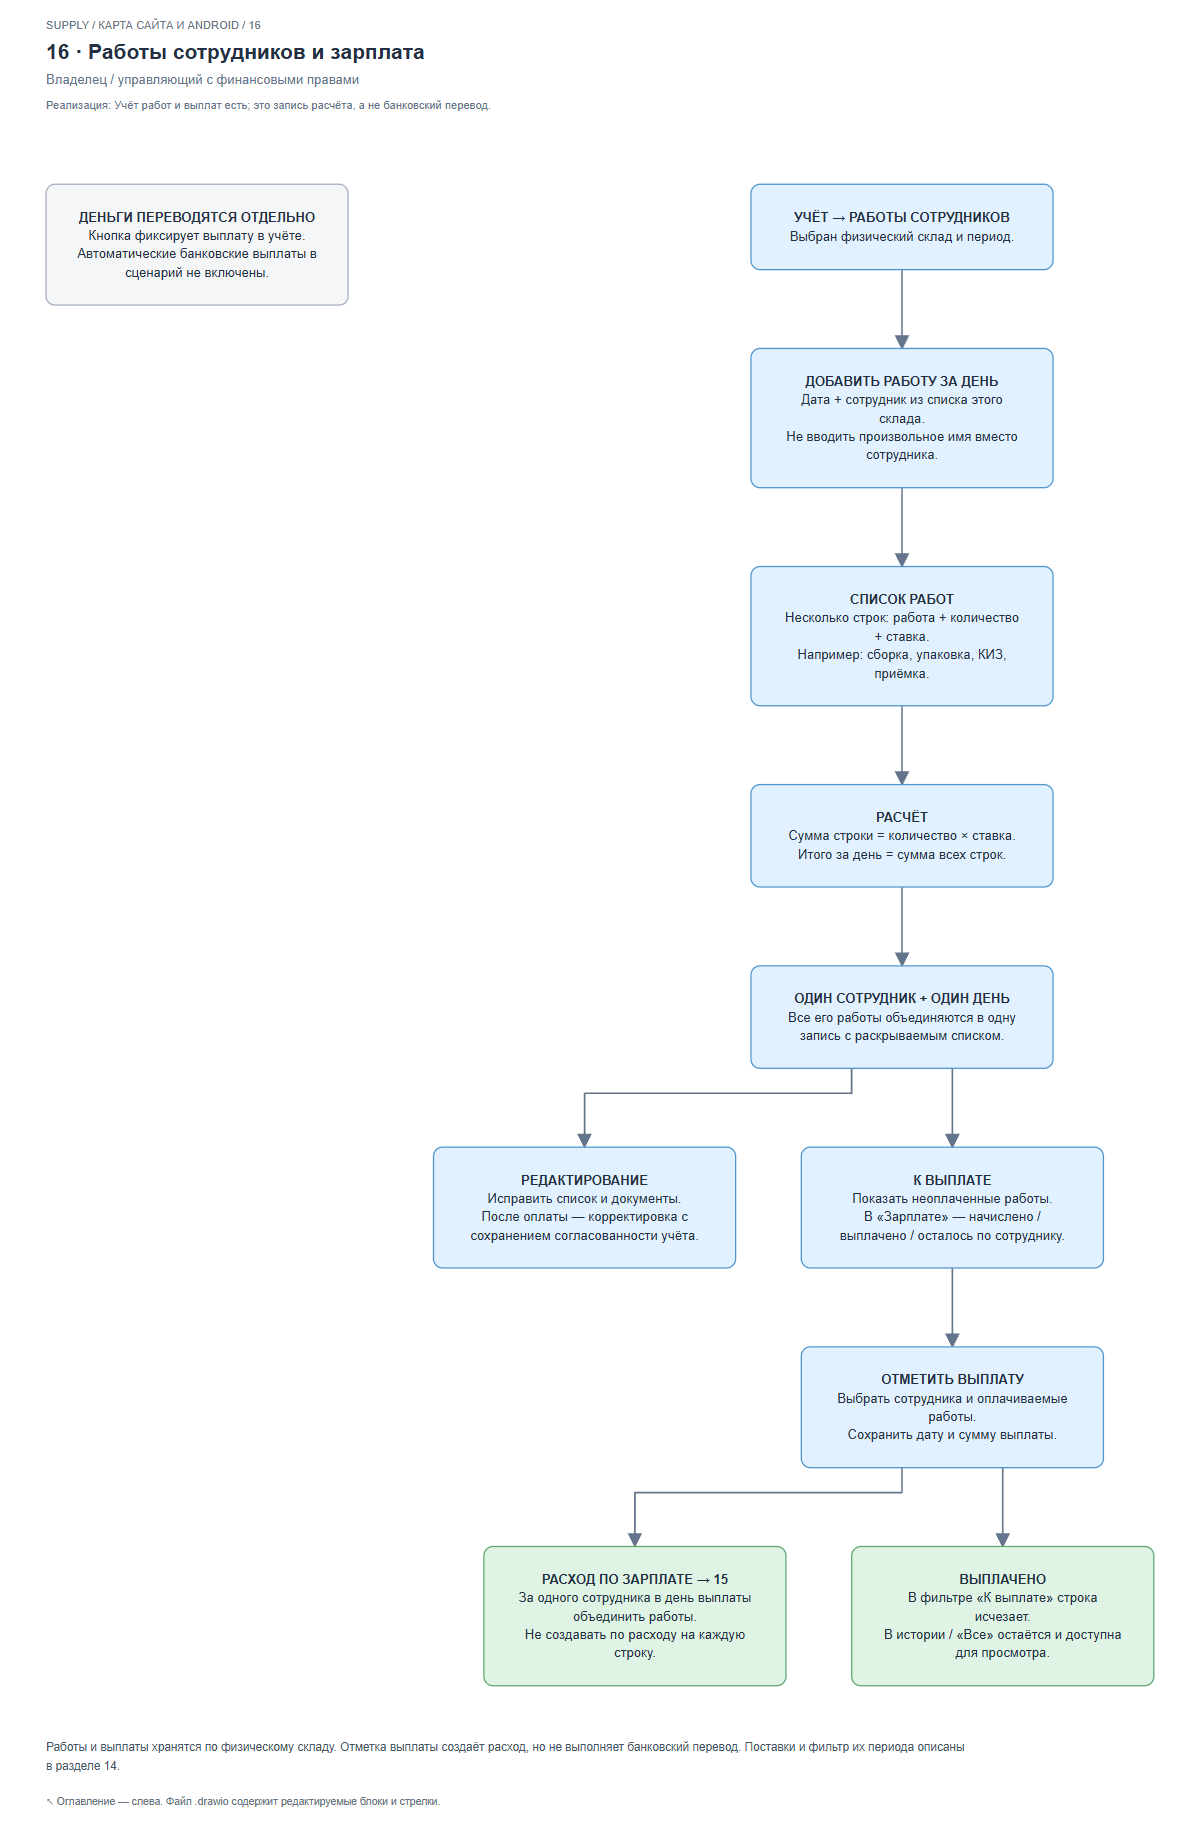 SUPPLY / КАРТА САЙТА И ANDROID / 16
16 · Работы сотрудников и зарплата
Владелец / управляющий с финансовыми правами
Реализация: Учёт работ и выплат есть; это запись расчёта, а не банковский перевод.
ДЕНЬГИ ПЕРЕВОДЯТСЯ ОТДЕЛЬНО
Кнопка фиксирует выплату в учёте.
Автоматические банковские выплаты в
сценарий не включены.
УЧЁТ → РАБОТЫ СОТРУДНИКОВ
Выбран физический склад и период.
ДОБАВИТЬ РАБОТУ ЗА ДЕНЬ
Дата + сотрудник из списка этого
склада.
Не вводить произвольное имя вместо
сотрудника.
СПИСОК РАБОТ
Несколько строк: работа + количество
+ ставка.
Например: сборка, упаковка, КИЗ,
приёмка.
РАСЧЁТ
Сумма строки = количество × ставка.
Итого за день = сумма всех строк.
ОДИН СОТРУДНИК + ОДИН ДЕНЬ
Все его работы объединяются в одну
запись с раскрываемым списком.
РЕДАКТИРОВАНИЕ
Исправить список и документы.
После оплаты — корректировка с
сохранением согласованности учёта.
К ВЫПЛАТЕ
Показать неоплаченные работы.
В «Зарплате» — начислено /
выплачено / осталось по сотруднику.
ОТМЕТИТЬ ВЫПЛАТУ
Выбрать сотрудника и оплачиваемые
работы.
Сохранить дату и сумму выплаты.
РАСХОД ПО ЗАРПЛАТЕ → 15
За одного сотрудника в день выплаты
объединить работы.
Не создавать по расходу на каждую
строку.
ВЫПЛАЧЕНО
В фильтре «К выплате» строка
исчезает.
В истории / «Все» остаётся и доступна
для просмотра.
Работы и выплаты хранятся по физическому складу. Отметка выплаты создаёт расход, но не выполняет банковский перевод. Поставки и фильтр их периода описаны
в разделе 14.
↖ Оглавление — слева. Файл .drawio содержит редактируемые блоки и стрелки.